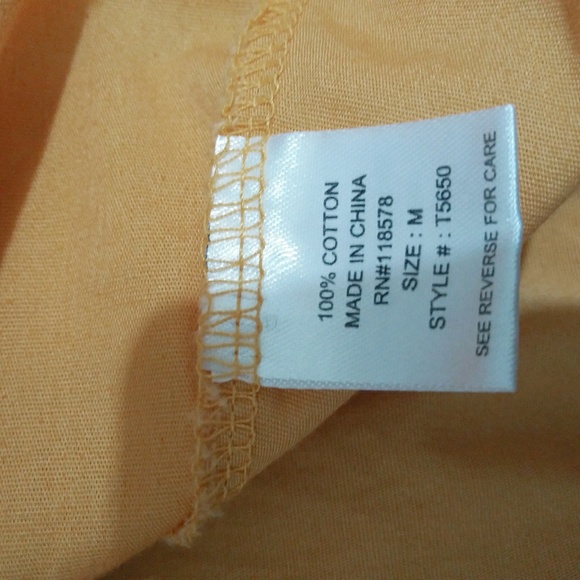 100% COTTON
MADE IN CHINA
RN#118578
SIZE : M
STYLE # : T5650
SEE REVERSE FOR CARE